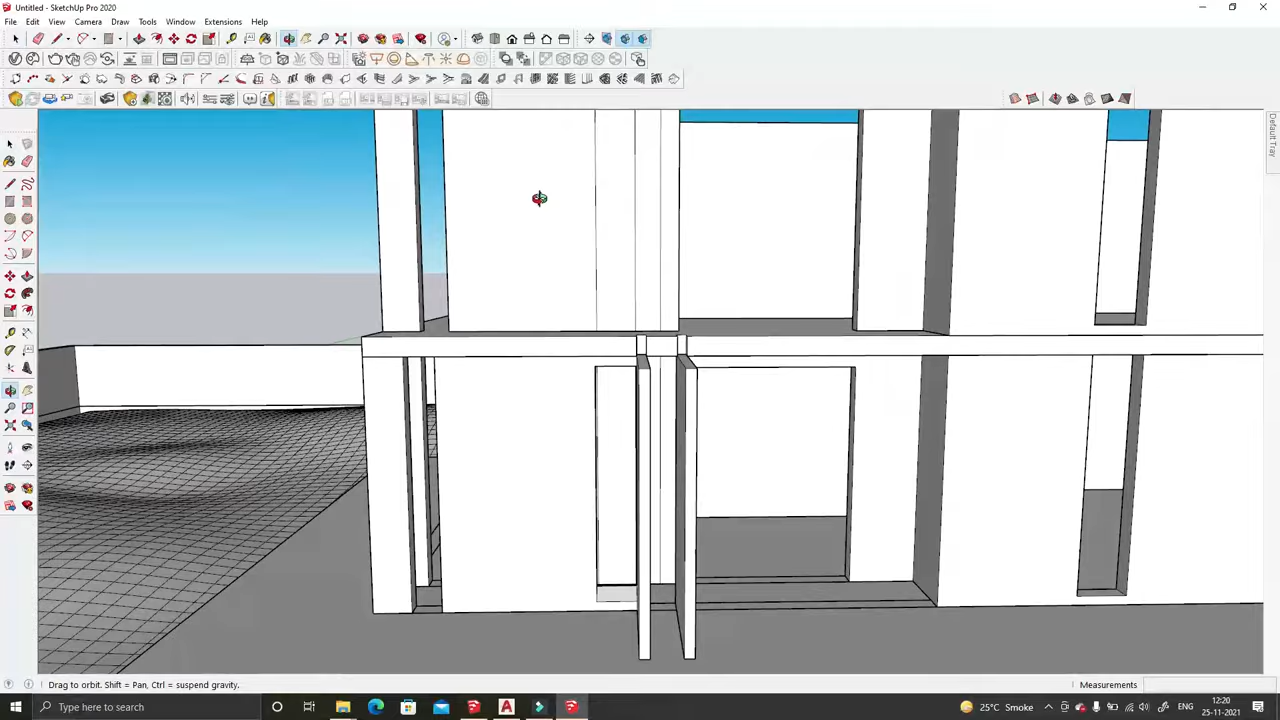 Untitled - SketchUp Pro 2020
File Edit View Camera Draw Tools Window Extensions Help
Default Tray
Drag to orbit. Shift = Pan, Ctrl = suspend gravity.
Measurements
Type here to search
25°C Smoke
ENG
12:20
25-11-2021